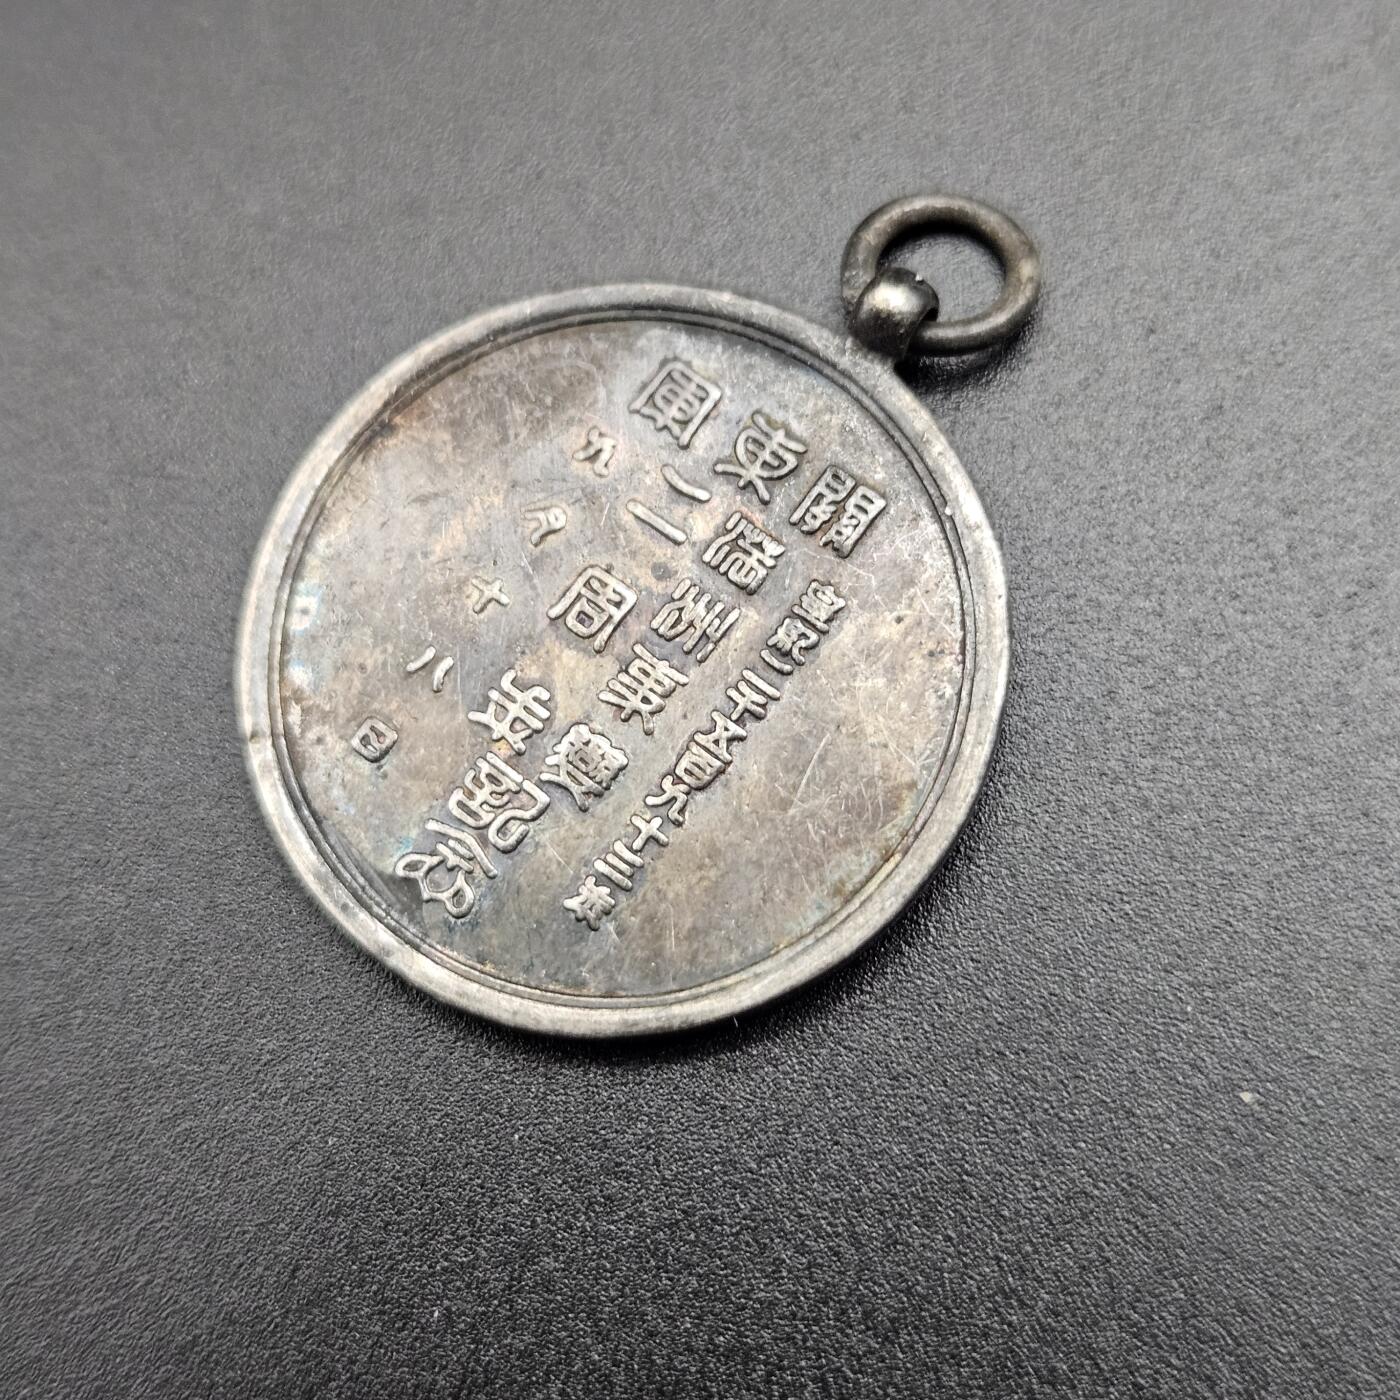 關東軍
皇紀二千五百九十三年
滿洲事變
二周年紀念
九月十八日